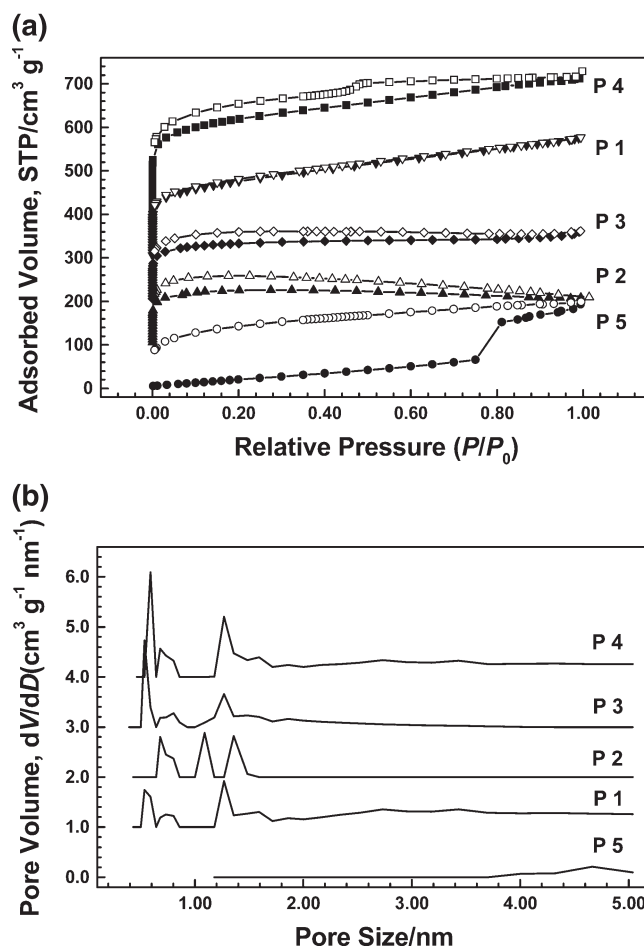 (a)
700
600
500
400
300
200
100
0
Adsorbed Volume, STP/cm³ g⁻¹
P 4
P 1
P 3
P 2
P 5
0.00 0.20 0.40 0.60 0.80 1.00
Relative Pressure (P/P₀)
(b)
6.0
5.0
4.0
3.0
2.0
1.0
0.0
Pore Volume, dV/dD(cm³ g⁻¹ nm⁻¹)
P 4
P 3
P 2
P 1
P 5
1.00 2.00 3.00 4.00 5.00
Pore Size/nm